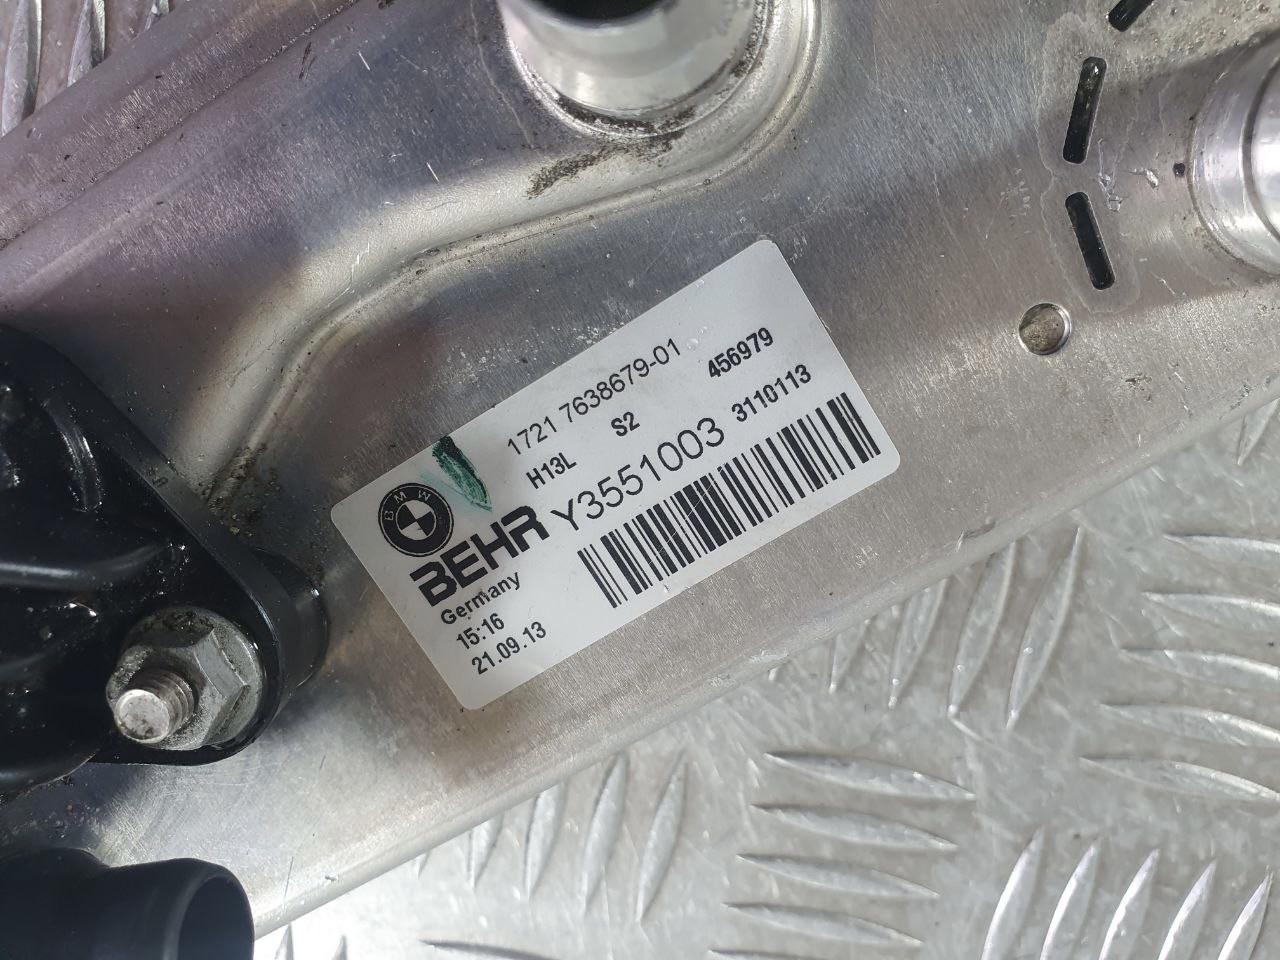 1721 7638679-01
H13L S2 456979
Y3551003 3110113
BMW
BEHR
Germany
15:16
21.09.13